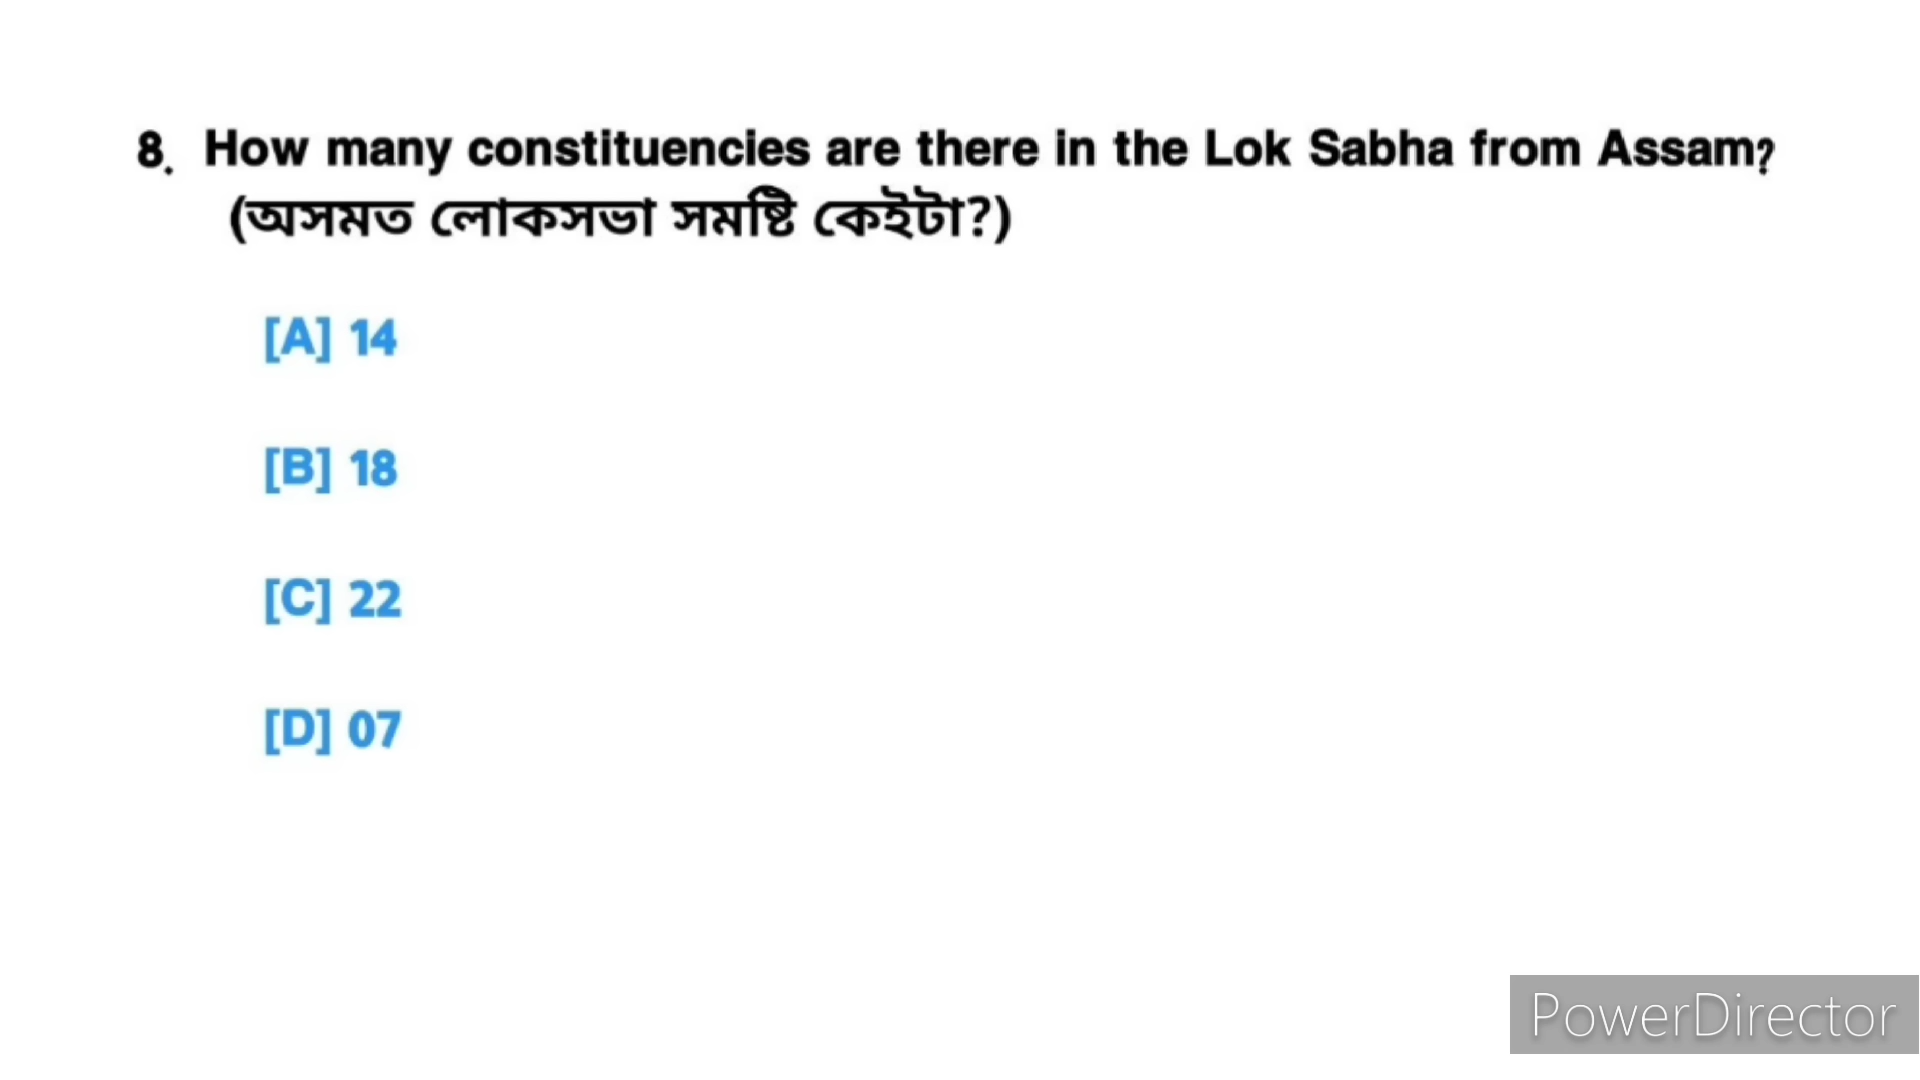 8. How many constituencies are there in the Lok Sabha from Assam?
(অসমত লোকসভা সমষ্টি কেইটা?)
[A] 14
[B] 18
[C] 22
[D] 07
PowerDirector